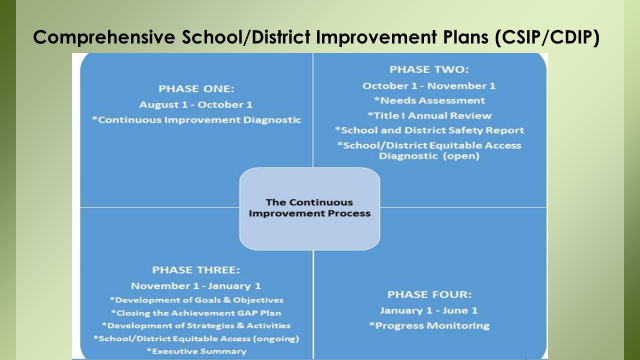 Comprehensive School/District Improvement Plans (CSIP/CDIP)
PHASE ONE:
August 1 - October 1
*Continuous Improvement Diagnostic
PHASE TWO:
October 1 - November 1
*Needs Assessment
*Title I Annual Review
*School and District Safety Report
*School/District Equitable Access
Diagnostic (open)
The Continuous
Improvement Process
PHASE THREE:
November 1 - January 1
*Development of Goals & Objectives
*Closing the Achievement GAP Plan
*Development of Strategies & Activities
*School/District Equitable Access (ongoing)
*Executive Summary
PHASE FOUR:
January 1 - June 1
*Progress Monitoring